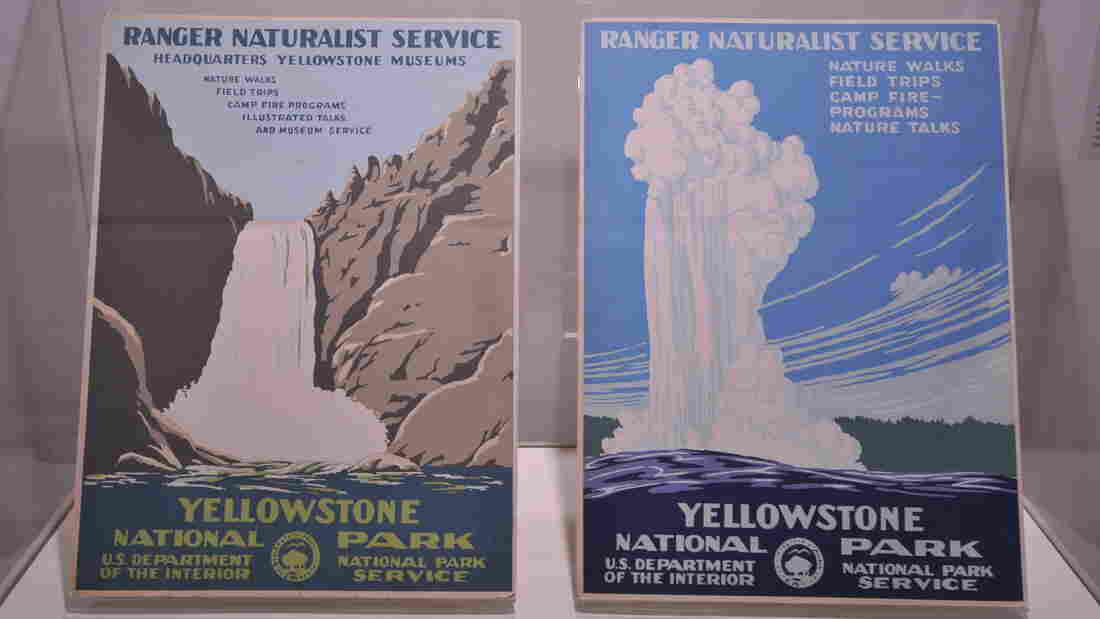 RANGER NATURALIST SERVICE
HEADQUARTERS YELLOWSTONE MUSEUMS
NATURE WALKS
FIELD TRIPS
CAMP FIRE PROGRAMS
ILLUSTRATED TALKS
AND MUSEUM SERVICE
YELLOWSTONE
NATIONAL PARK
U.S. DEPARTMENT
OF THE INTERIOR
NATIONAL PARK
SERVICE
RANGER NATURALIST SERVICE
NATURE WALKS
FIELD TRIPS
CAMP FIRE–
PROGRAMS
NATURE TALKS
YELLOWSTONE
NATIONAL PARK
U.S. DEPARTMENT
OF THE INTERIOR
NATIONAL PARK
SERVICE